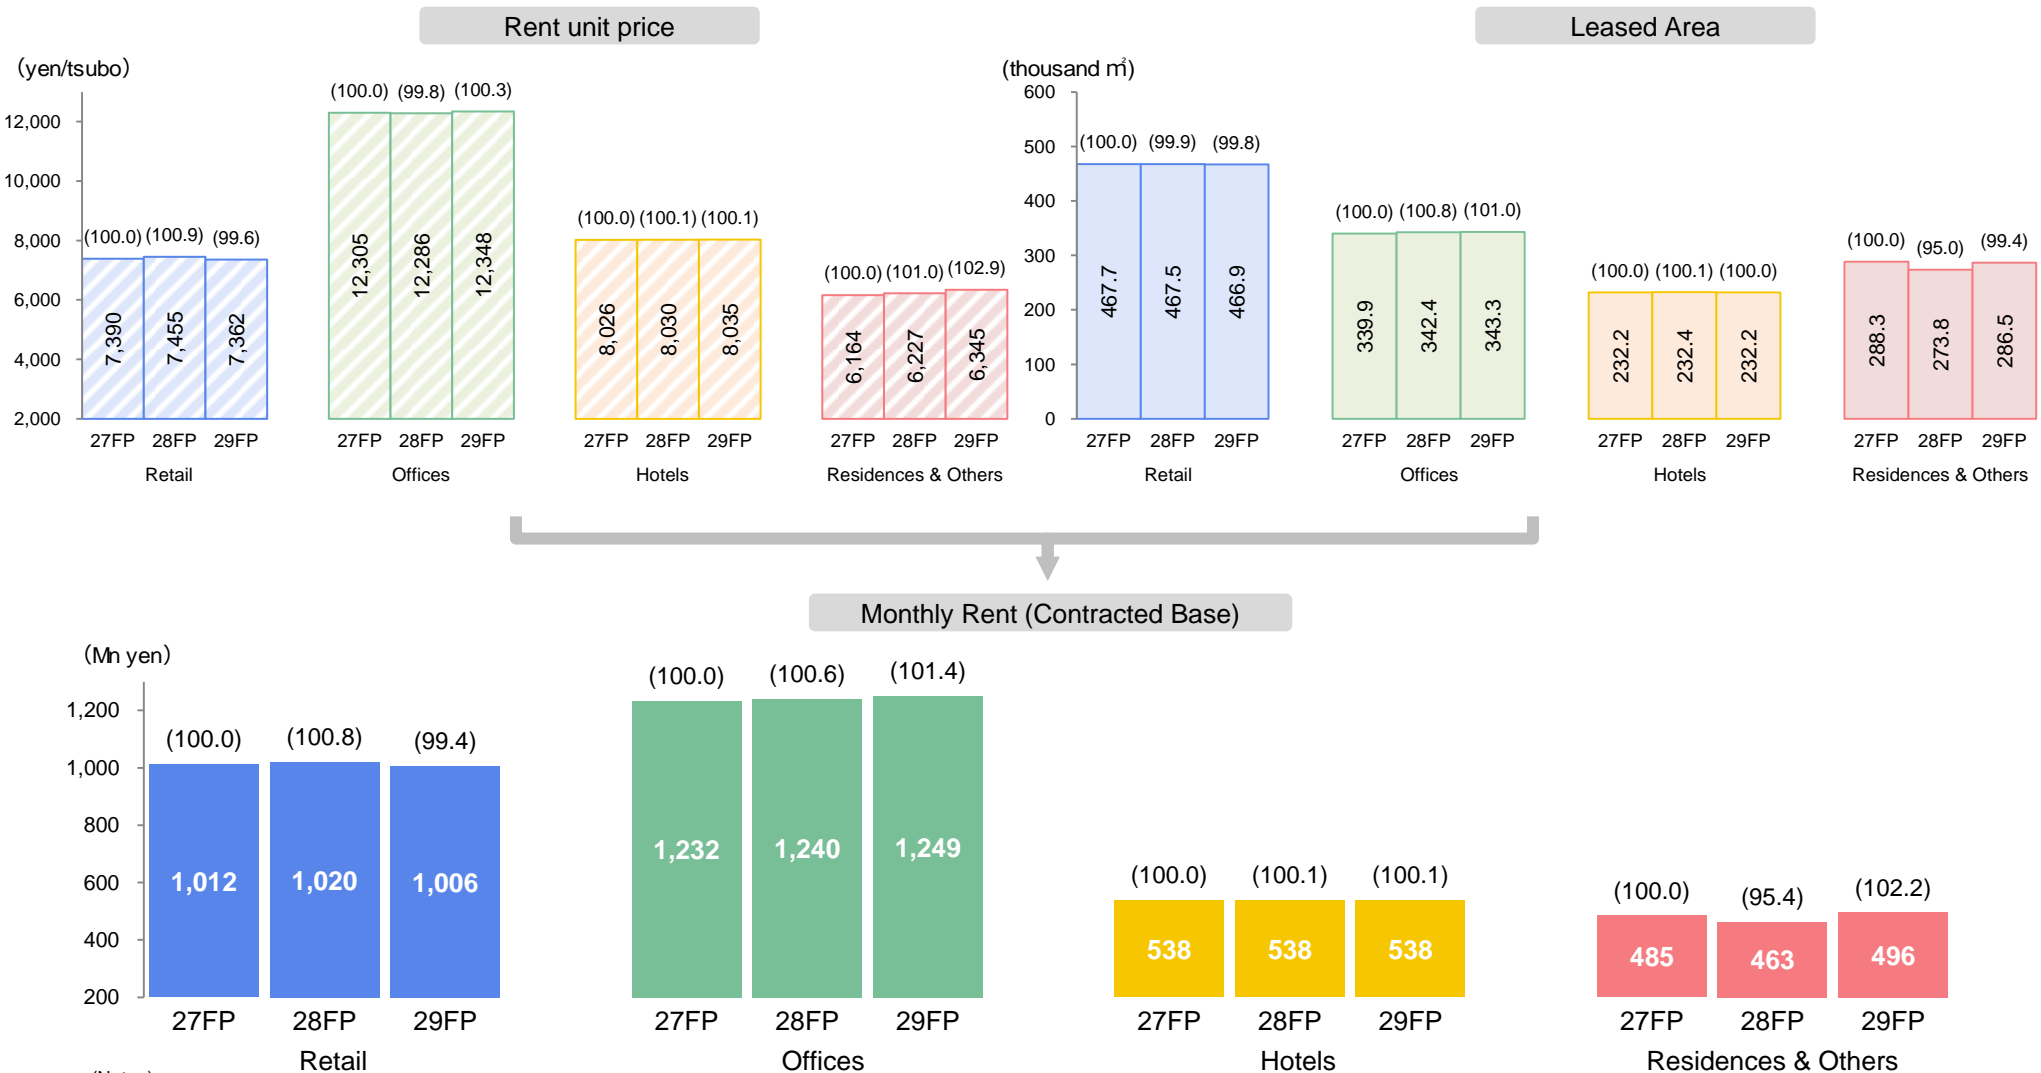 Rent unit price
Leased Area
(yen/tsubo)
(thousand ㎡)
12,000
10,000
8,000
6,000
4,000
2,000
(100.0) (100.9) (99.6)
7,390 7,455 7,362
27FP 28FP 29FP
Retail
(100.0) (99.8) (100.3)
12,305 12,286 12,348
27FP 28FP 29FP
Offices
(100.0) (100.1) (100.1)
8,026 8,030 8,035
27FP 28FP 29FP
Hotels
(100.0) (101.0) (102.9)
6,164 6,227 6,345
27FP 28FP 29FP
Residences & Others
600
500
400
300
200
100
0
(100.0) (99.9) (99.8)
467.7 467.5 466.9
27FP 28FP 29FP
Retail
(100.0) (100.8) (101.0)
339.9 342.4 343.3
27FP 28FP 29FP
Offices
(100.0) (100.1) (100.0)
232.2 232.4 232.2
27FP 28FP 29FP
Hotels
(100.0) (95.0) (99.4)
288.3 273.8 286.5
27FP 28FP 29FP
Residences & Others
Monthly Rent (Contracted Base)
(Mn yen)
1,200
1,000
800
600
400
200
(100.0) (100.8) (99.4)
1,012 1,020 1,006
27FP 28FP 29FP
Retail
(100.0) (100.6) (101.4)
1,232 1,240 1,249
27FP 28FP 29FP
Offices
(100.0) (100.1) (100.1)
538 538 538
27FP 28FP 29FP
Hotels
(100.0) (95.4) (102.2)
485 463 496
27FP 28FP 29FP
Residences & Others